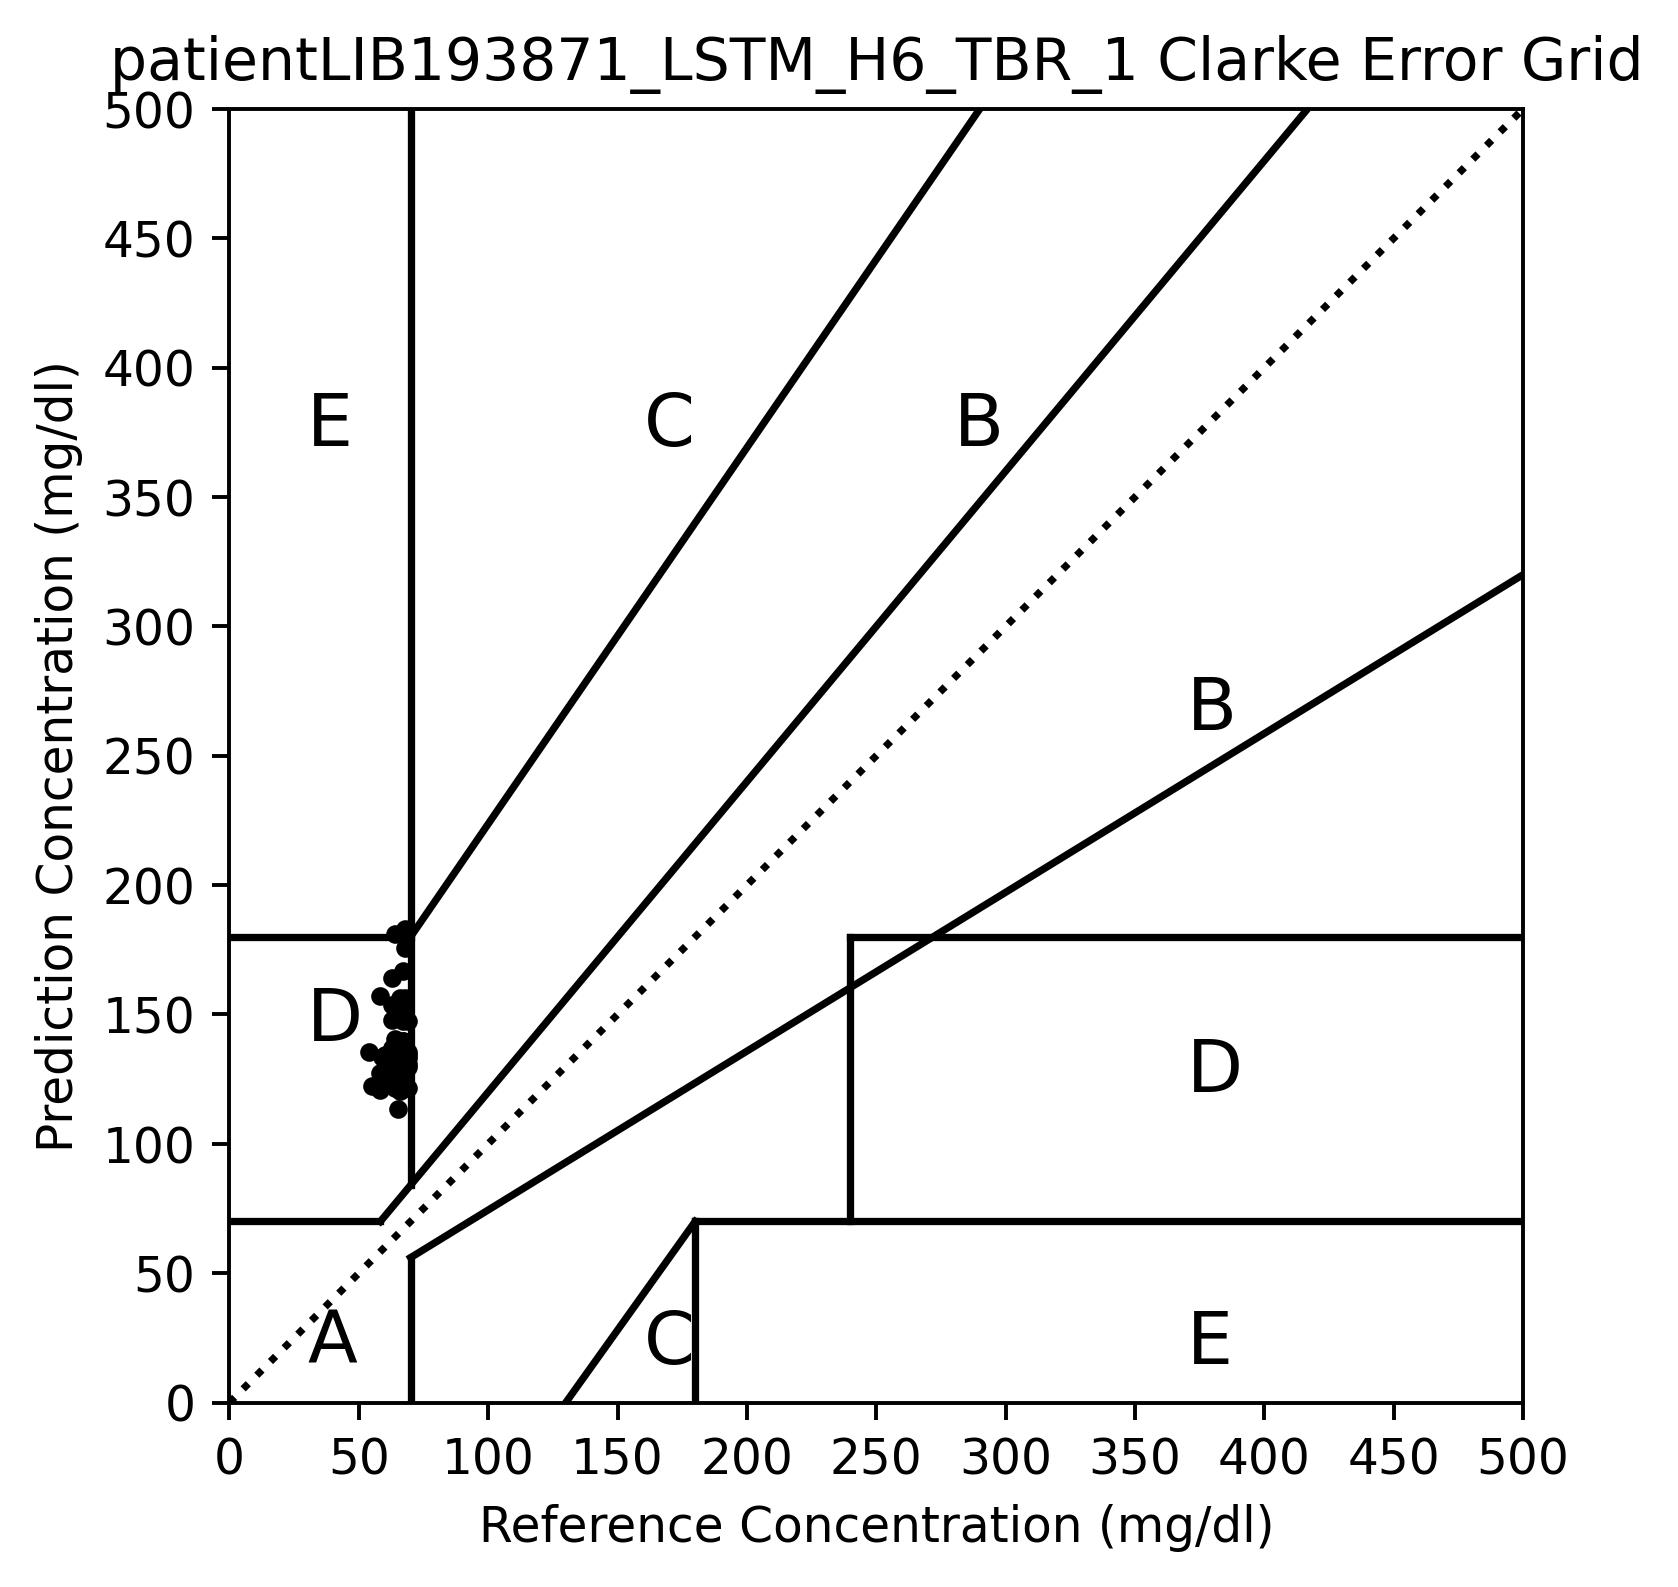 patientLIB193871_LSTM_H6_TBR_1 Clarke Error Grid
Prediction Concentration (mg/dl)
500
450
400
350
300
250
200
150
100
50
0
E
C
B
B
D
D
A
C
E
0 50 100 150 200 250 300 350 400 450 500
Reference Concentration (mg/dl)